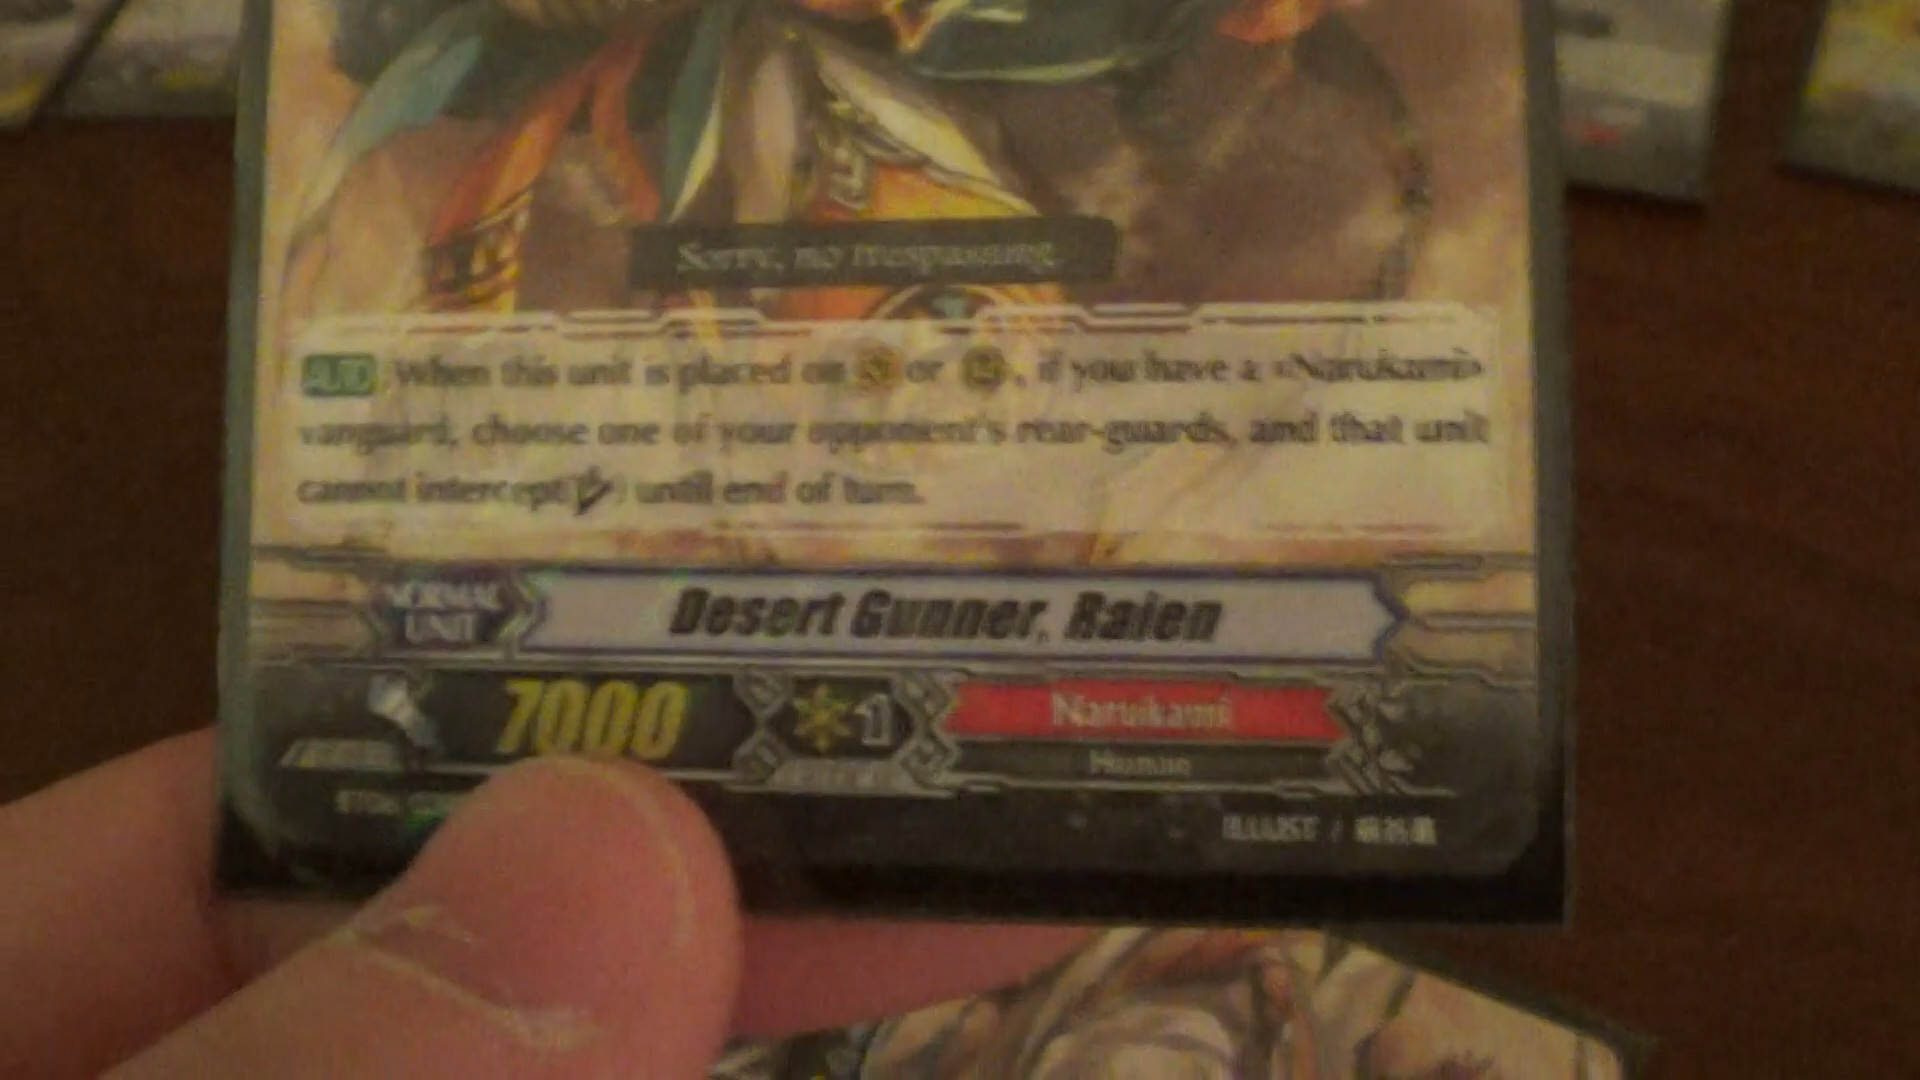 Sorry, no trespassing.
AUTO When this unit is placed on or , if you have a «Narukami»
vanguard, choose one of your opponent's rear-guards, and that unit
cannot intercept until end of turn.
NORMAL
UNIT
Desert Gunner, Raien
7000
1
Narukami
Human
ILLUST /